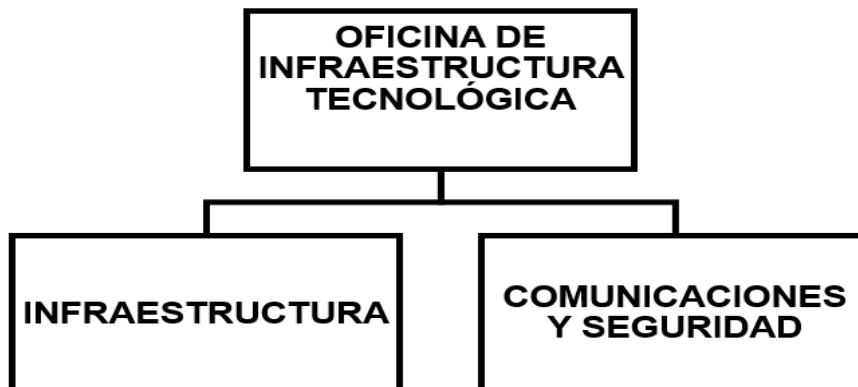 OFICINA DE
INFRAESTRUCTURA
TECNOLÓGICA
INFRAESTRUCTURA
COMUNICACIONES
Y SEGURIDAD